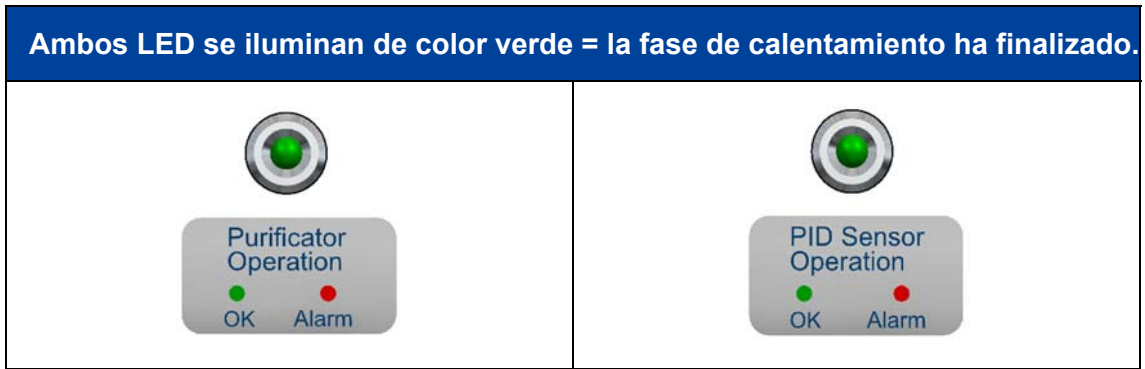 Ambos LED se iluminan de color verde = la fase de calentamiento ha finalizado.
Purificator
Operation
OK Alarm
PID Sensor
Operation
OK Alarm